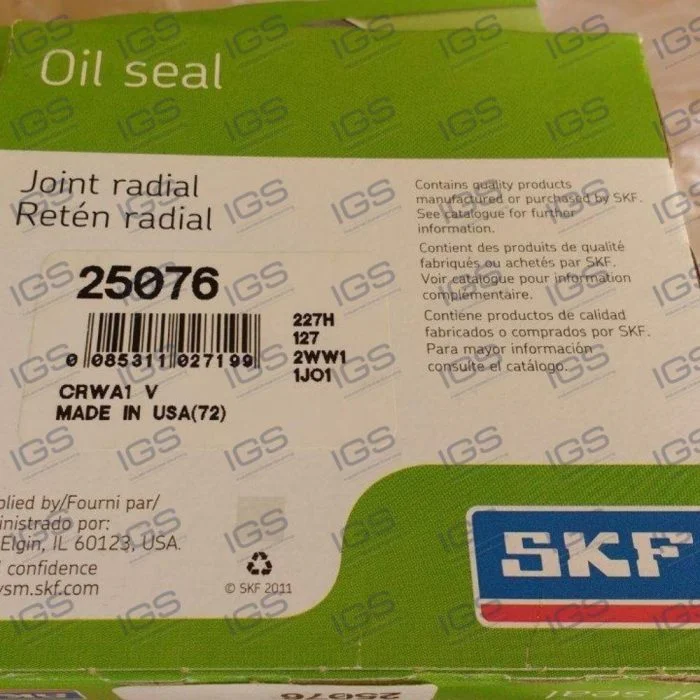 Oil seal
Joint radial
Retén radial
Contains quality products
manufactured or purchased by SKF.
See catalogue for further
information.
Contient des produits de qualité
fabriqués ou achetés par SKF.
Voir catalogue pour information
complémentaire.
Contiene productos de calidad
fabricados o comprados por SKF.
Para mayor información
consulte el catálogo.
25076
227H
127
2WW1
1JO1
0 085311 027199
CRWA1 V
MADE IN USA(72)
plied by/Fourni par/
inistrado por:
Elgin, IL 60123, USA.
confidence
vsm.skf.com
© SKF 2011
SKF
25076
IGS